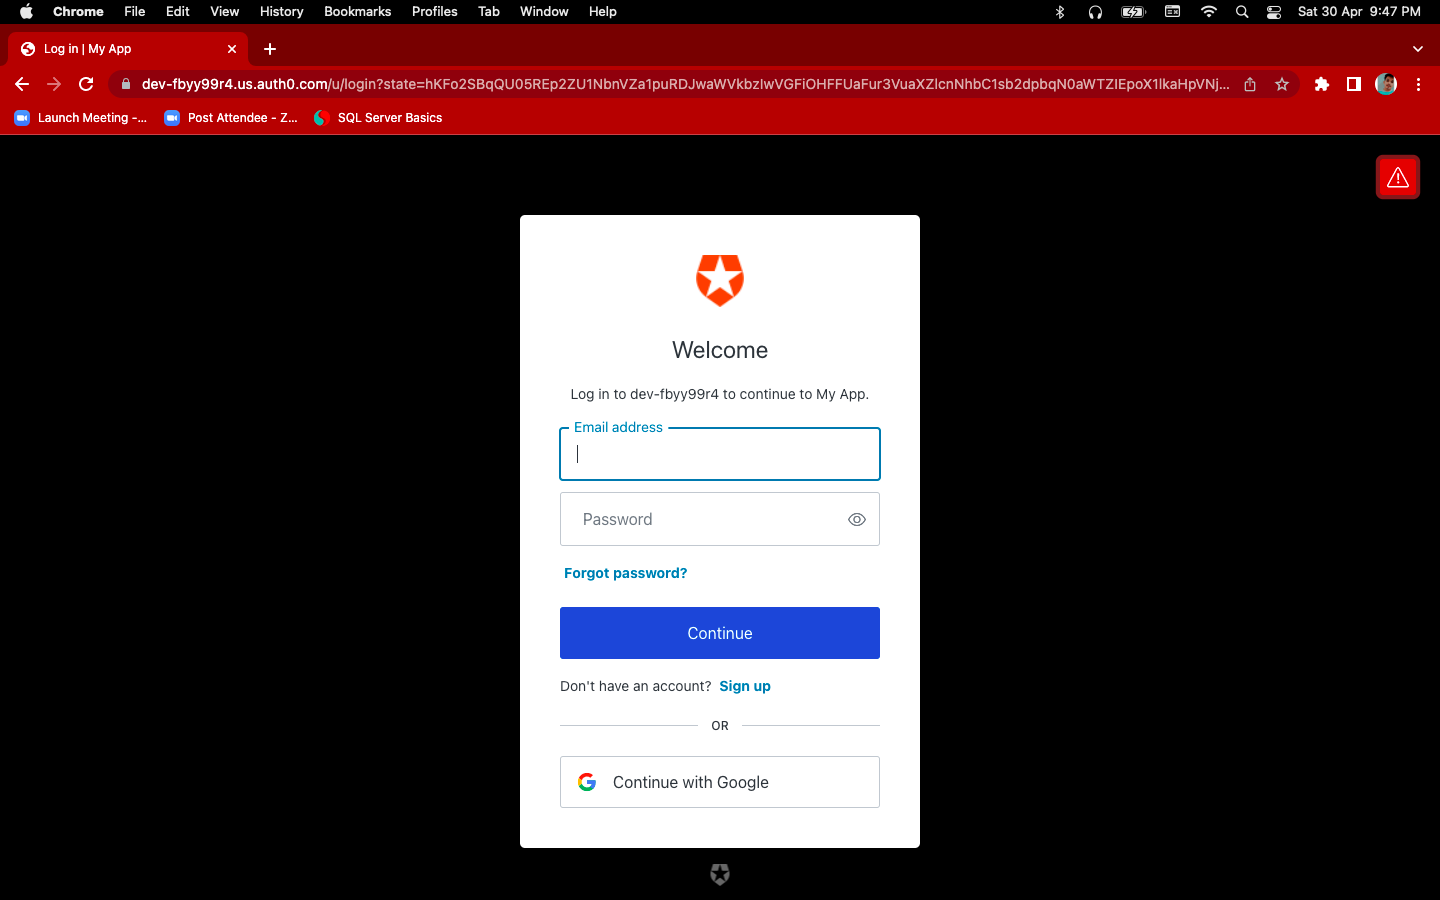 Chrome File Edit View History Bookmarks Profiles Tab Window Help Sat 30 Apr 9:47 PM
Log in | My App
dev-fbyy99r4.us.auth0.com/u/login?state=hKFo2SBqQU05REp2ZU1NbnVZa1puRDJwaWVkbzIwVGFiOHFFUaFur3VuaXZlcnNhbC1sb2dpbqN0aWTZIEpoX1lkaHpVNj...
Launch Meeting -... Post Attendee - Z... SQL Server Basics
Welcome
Log in to dev-fbyy99r4 to continue to My App.
Email address
Password
Forgot password?
Continue
Don't have an account? Sign up
OR
Continue with Google